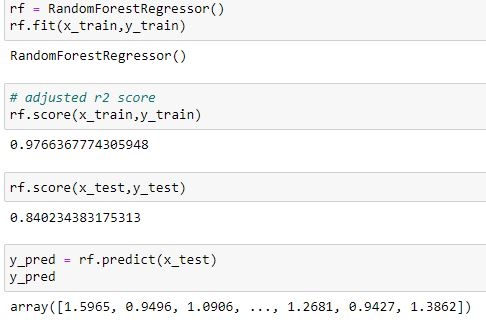 rf = RandomForestRegressor()
rf.fit(x_train,y_train)
RandomForestRegressor()
# adjusted r2 score
rf.score(x_train,y_train)
0.9766367774305948
rf.score(x_test,y_test)
0.840234383175313
y_pred = rf.predict(x_test)
y_pred
array([1.5965, 0.9496, 1.0906, ..., 1.2681, 0.9427, 1.3862])